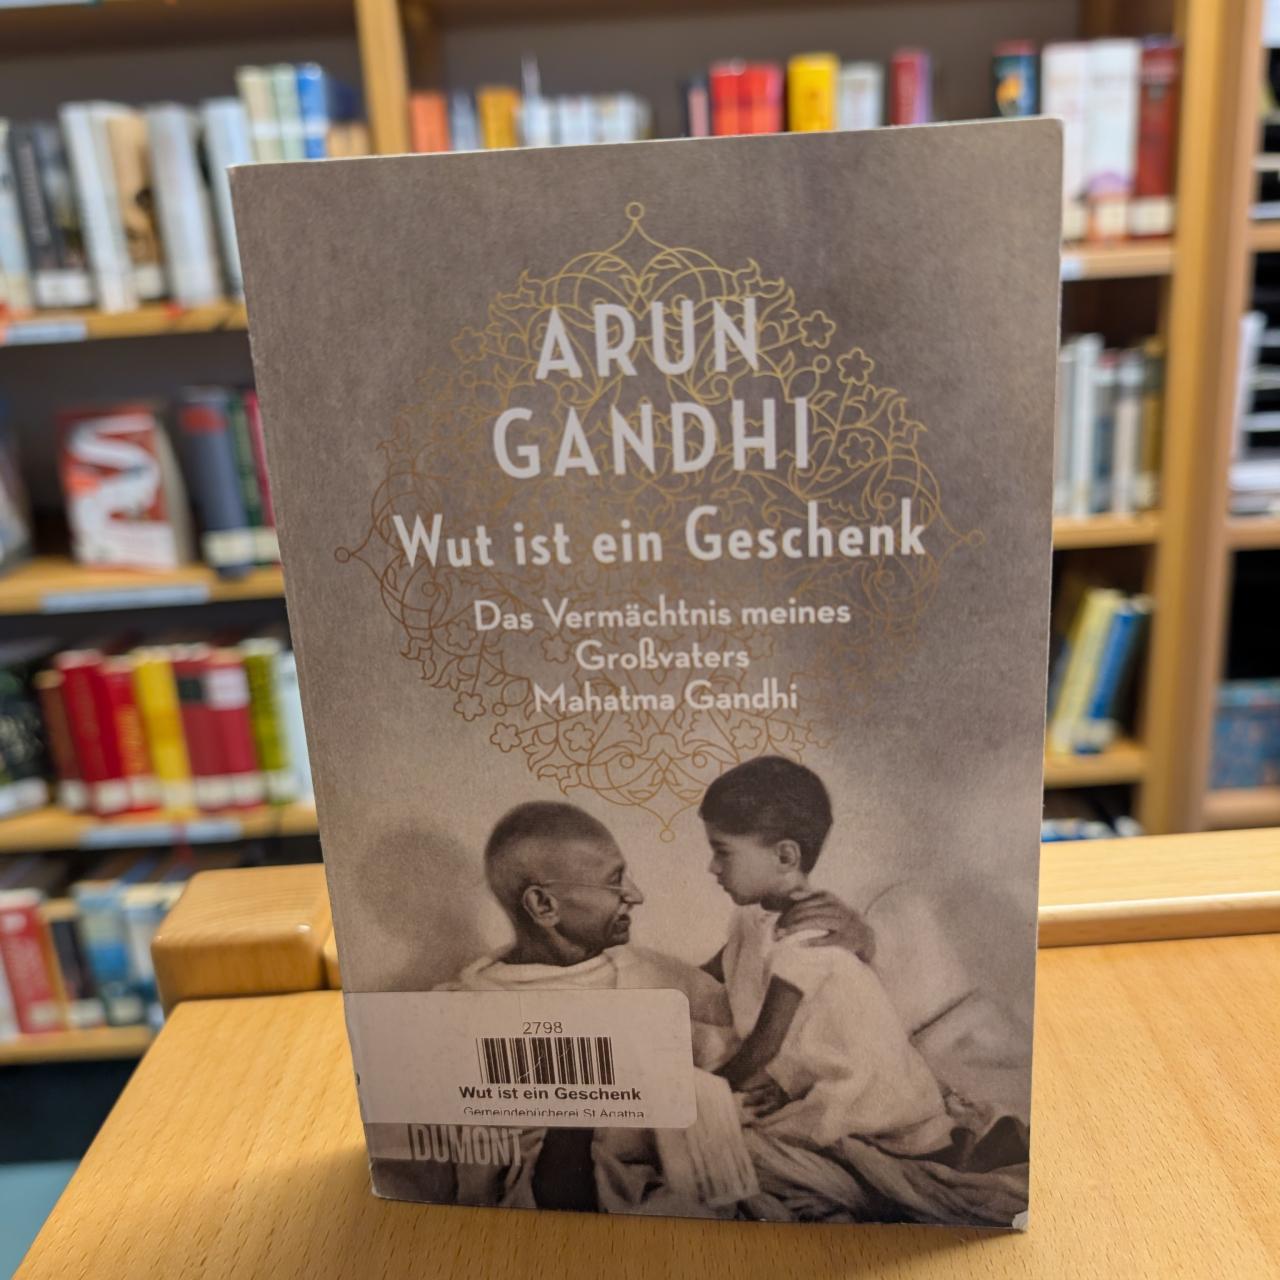 ARUN
GANDHI
Wut ist ein Geschenk
Das Vermächtnis meines
Großvaters
Mahatma Gandhi
2798
Wut ist ein Geschenk
Gemeindebücherei St.Agatha
DUMONT